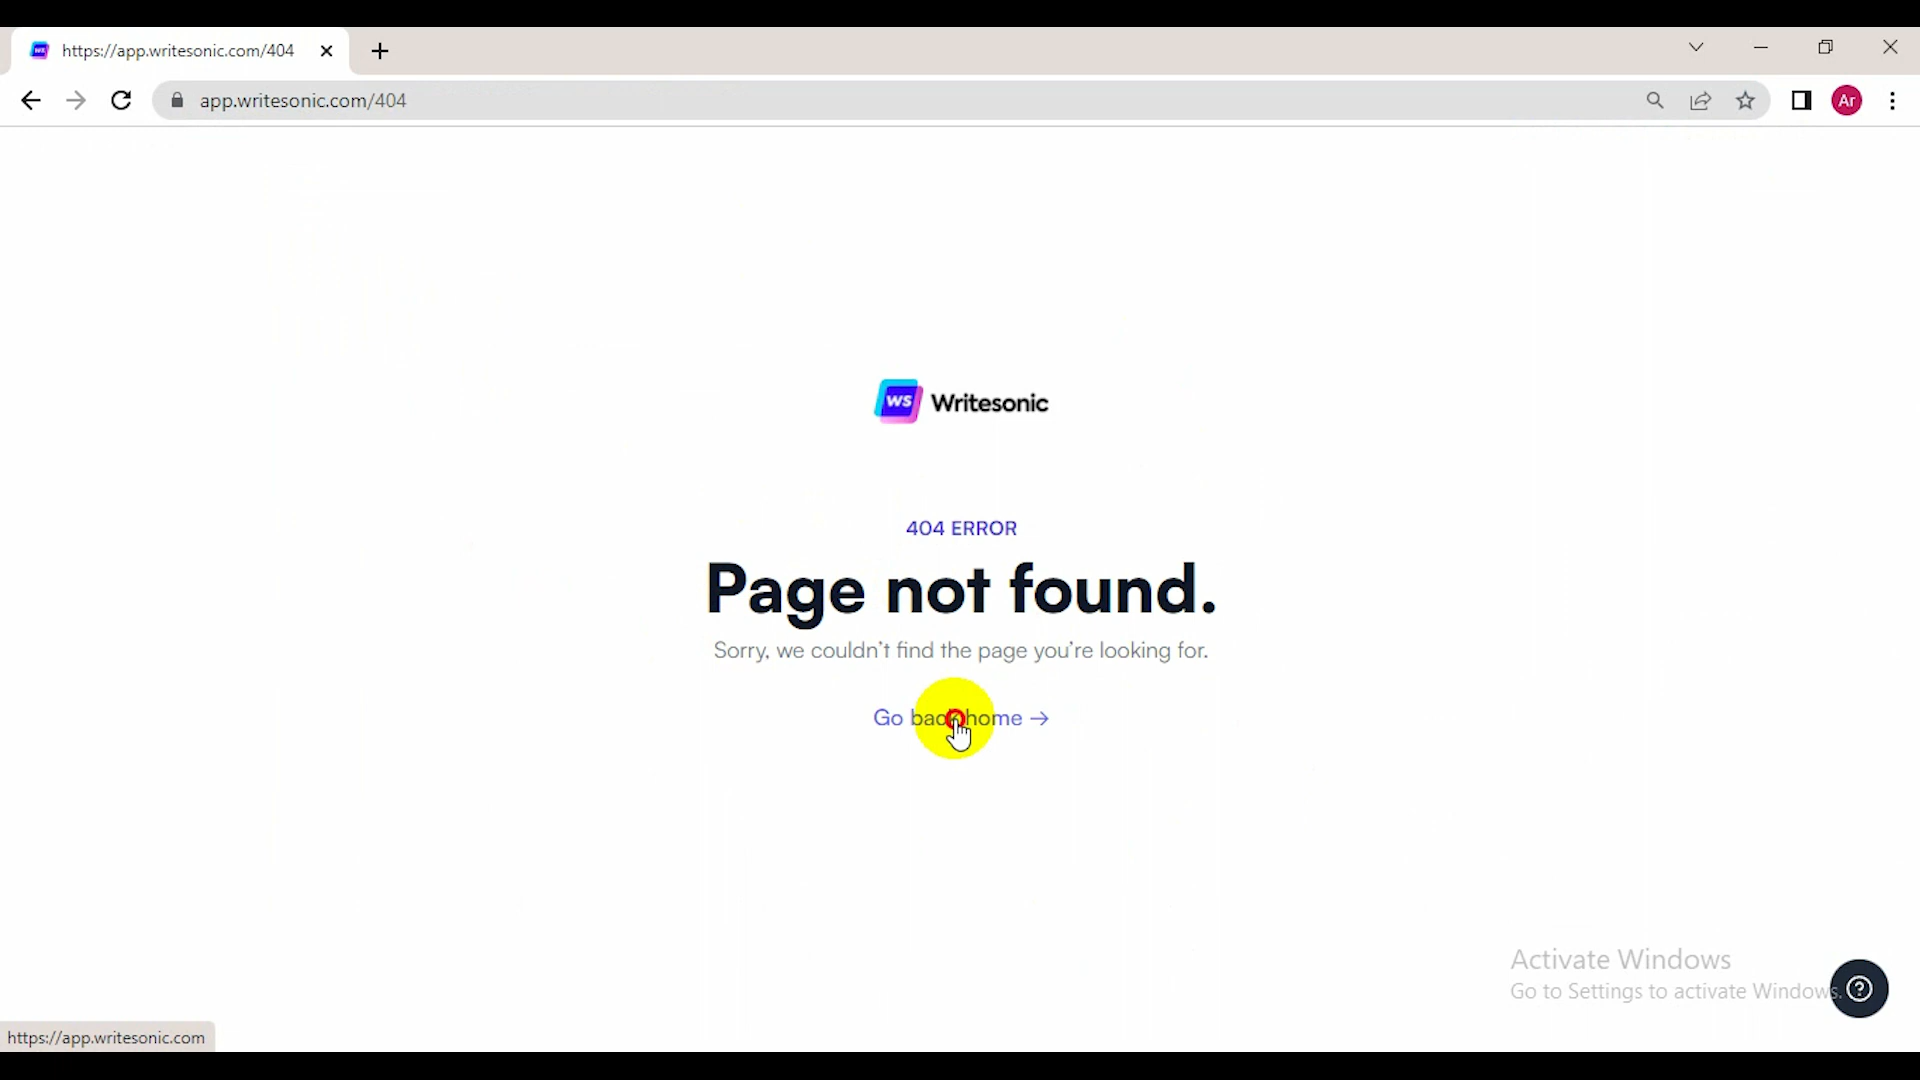 https://app.writesonic.com/404
app.writesonic.com/404
Ar
WS Writesonic
404 ERROR
Page not found.
Sorry, we couldn't find the page you're looking for.
Go back home →
Activate Windows
Go to Settings to activate Windows.
https://app.writesonic.com